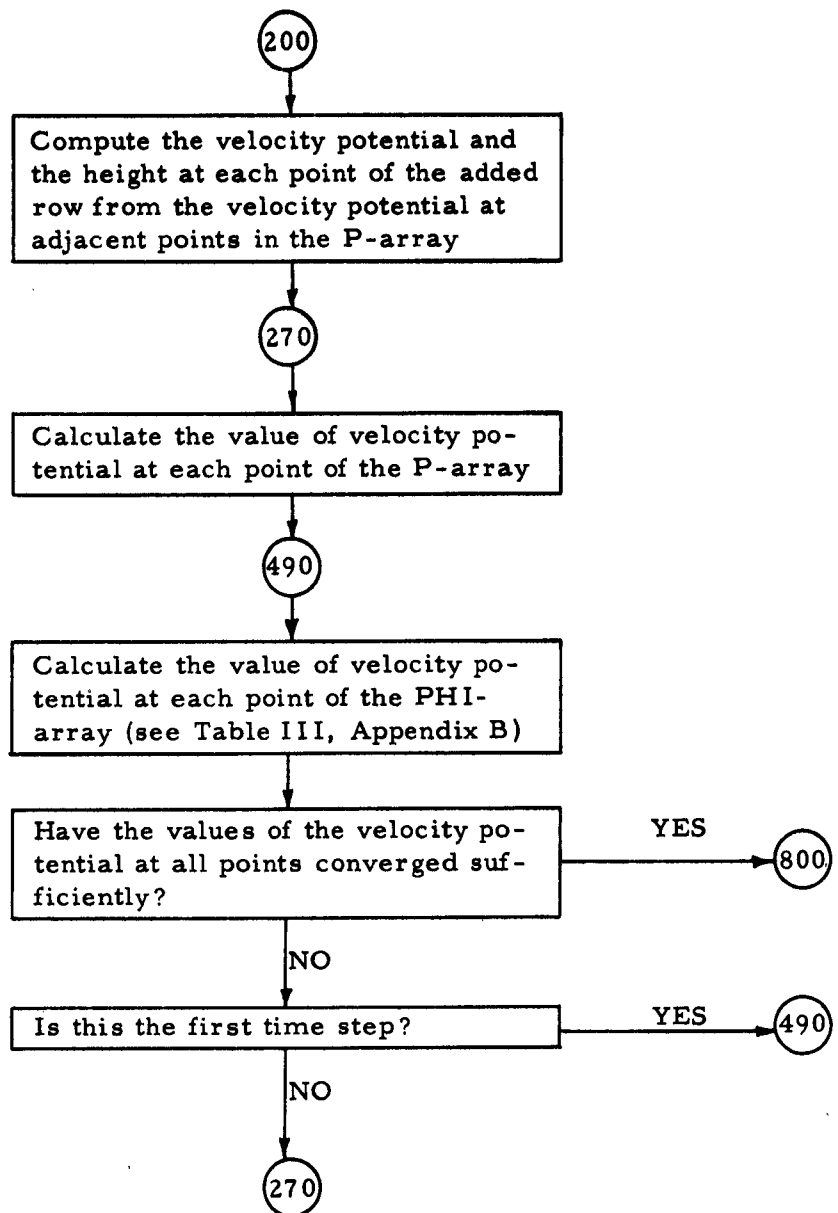 200
Compute the velocity potential and
the height at each point of the added
row from the velocity potential at
adjacent points in the P-array
270
Calculate the value of velocity po-
tential at each point of the P-array
490
Calculate the value of velocity po-
tential at each point of the PHI-
array (see Table III, Appendix B)
Have the values of the velocity po-
tential at all points converged suf-
ficiently?
YES
800
NO
Is this the first time step?
YES
490
NO
270